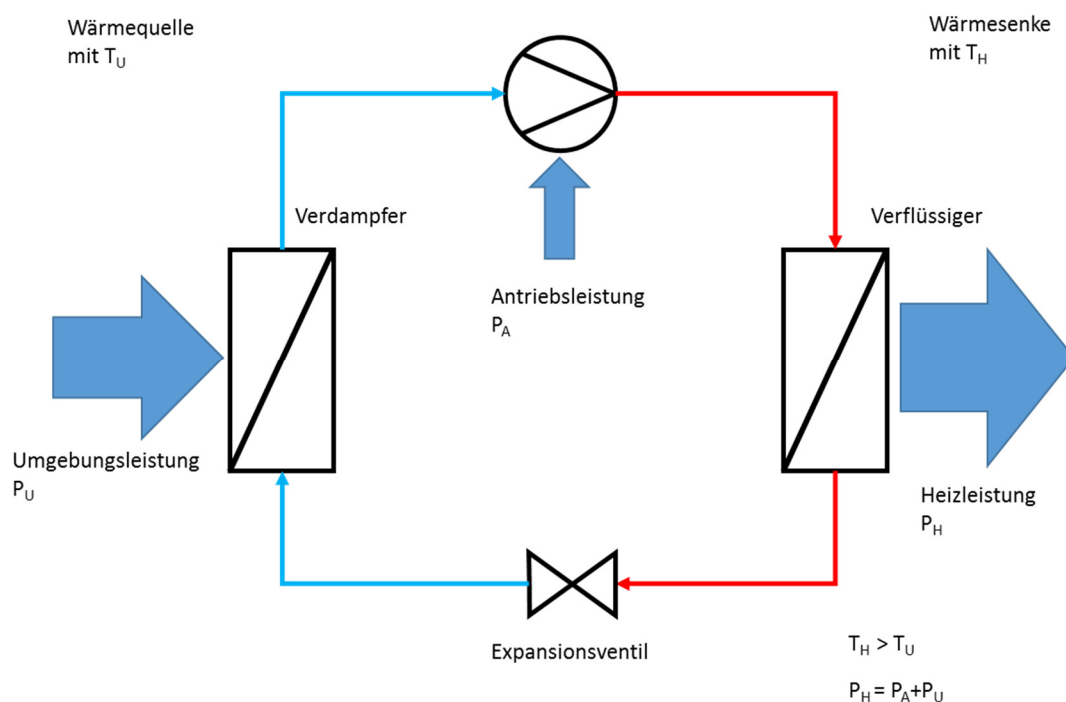 Wärmequelle
mit T_U
Wärmesenke
mit T_H
Verdampfer
Verflüssiger
Antriebsleistung
P_A
Umgebungsleistung
P_U
Heizleistung
P_H
Expansionsventil
T_H > T_U
P_H = P_A+P_U